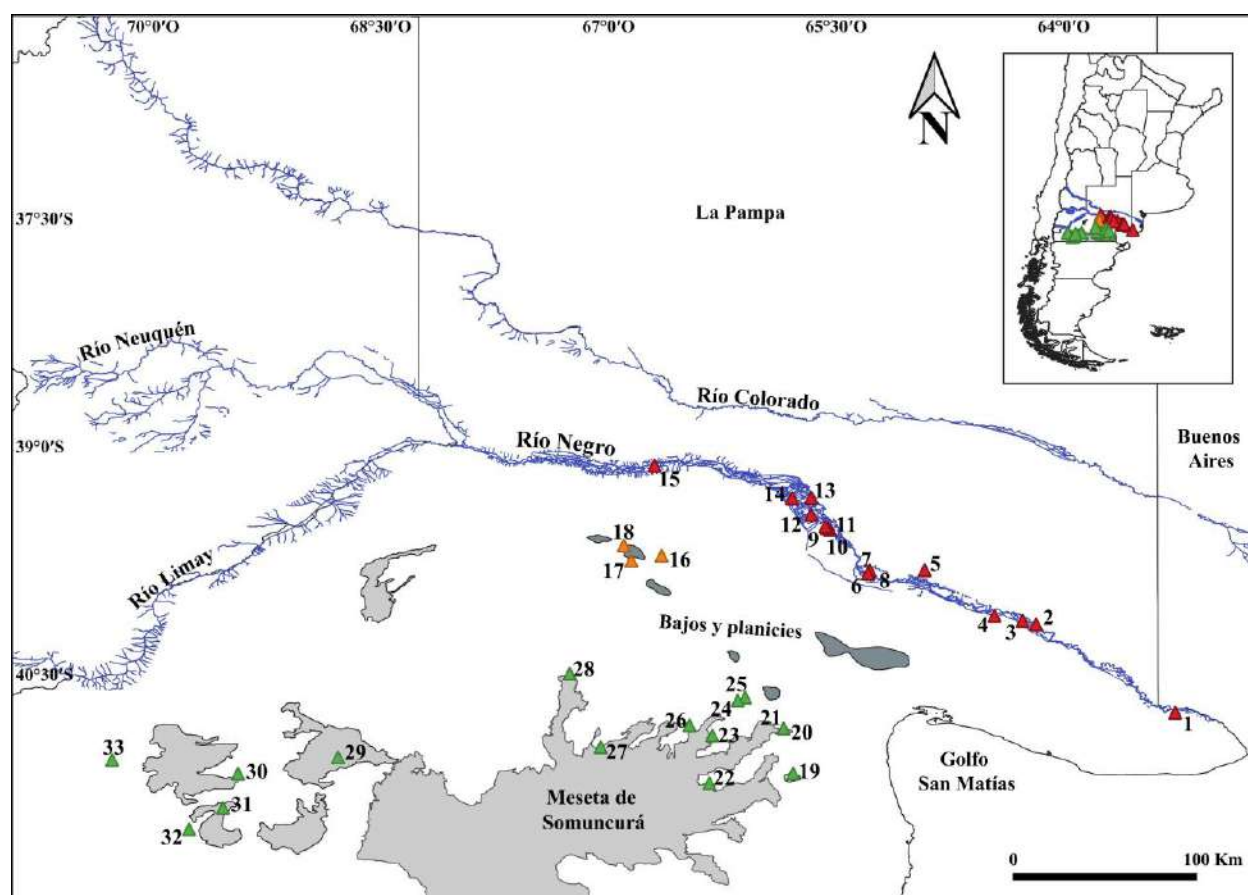 70°0'0 68°30' 67°0'0 65°30' 64°0'0
N
37°30'S
La Pampa
Río Neuquén
Río Colorado
39°0'S
Río Negro
Buenos
Aires
15
14 13
12
11
9
10
18
16
17
7
5
6 8
Río Limay
4
3
2
Bajos y planicies
40°30'S
28
25
24
1
26
21
20
23
27
33
29
30
22
19
Golfo
San Matías
31
32
Meseta de
Somuncurá
0 100 Km